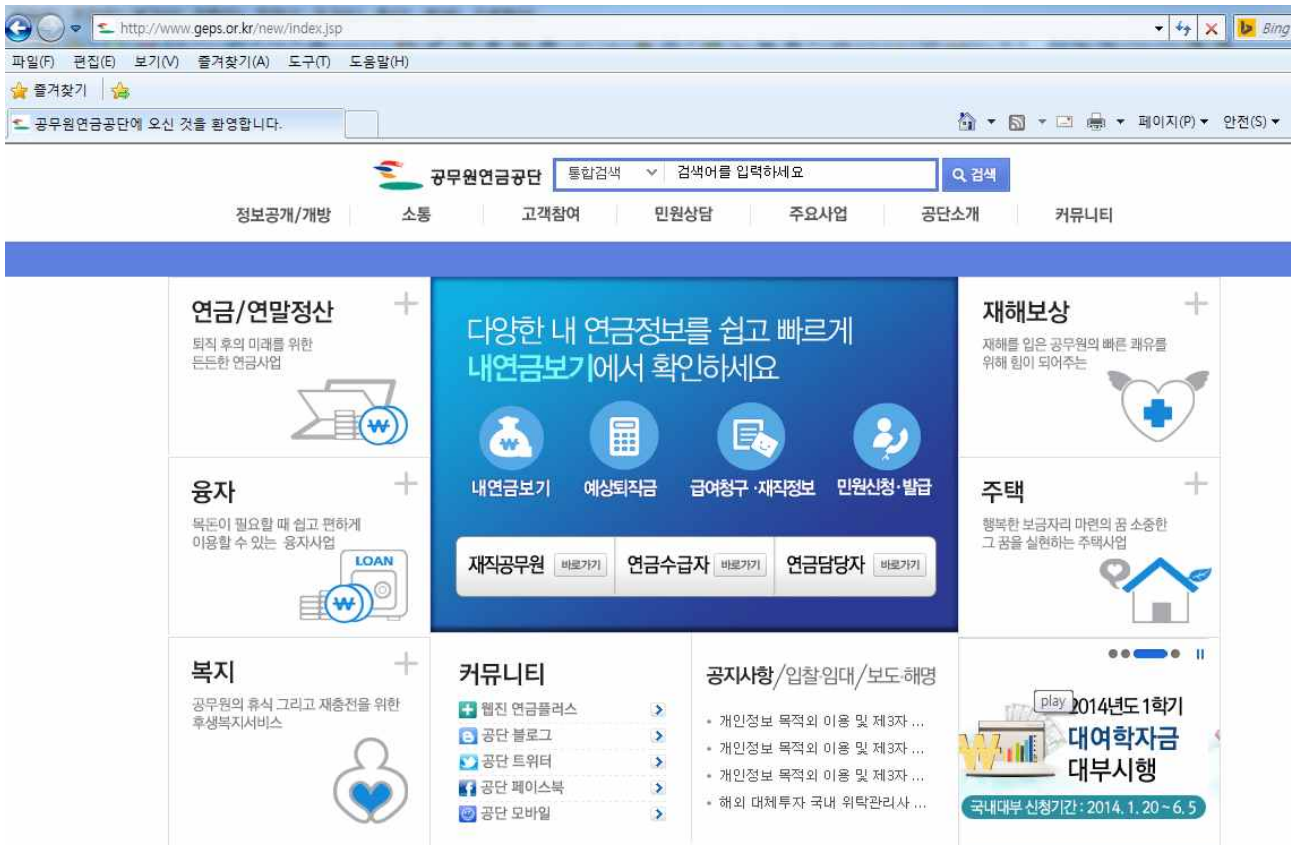 http://www.geps.or.kr/new/index.jsp
Bing
파일(F) 편집(E) 보기(V) 즐겨찾기(A) 도구(T) 도움말(H)
즐겨찾기
공무원연금공단에 오신 것을 환영합니다.
페이지(P) 안전(S)
공무원연금공단 통합검색 검색어를 입력하세요 검색
정보공개/개방 소통 고객참여 민원상담 주요사업 공단소개 커뮤니티
연금/연말정산
퇴직 후의 미래를 위한
든든한 연금사업
다양한 내 연금정보를 쉽고 빠르게
내연금보기에서 확인하세요
내연금보기 예상퇴직금 급여청구·재직정보 민원신청·발급
재직공무원 바로가기 연금수급자 바로가기 연금담당자 바로가기
재해보상
재해를 입은 공무원의 빠른 쾌유를
위해 힘이 되어주는
융자
목돈이 필요할 때 쉽고 편하게
이용할 수 있는 융자사업
LOAN
주택
행복한 보금자리 마련의 꿈 소중한
그 꿈을 실현하는 주택사업
복지
공무원의 휴식 그리고 재충전을 위한
후생복지서비스
커뮤니티
웹진 연금플러스
공단 블로그
공단 트위터
공단 페이스북
공단 모바일
공지사항/입찰·임대/보도·해명
개인정보 목적외 이용 및 제3자 ...
개인정보 목적외 이용 및 제3자 ...
개인정보 목적외 이용 및 제3자 ...
해외 대체투자 국내 위탁관리사 ...
play
2014년도 1학기
대여학자금
대부시행
국내대부 신청기간 : 2014. 1. 20 ~ 6. 5